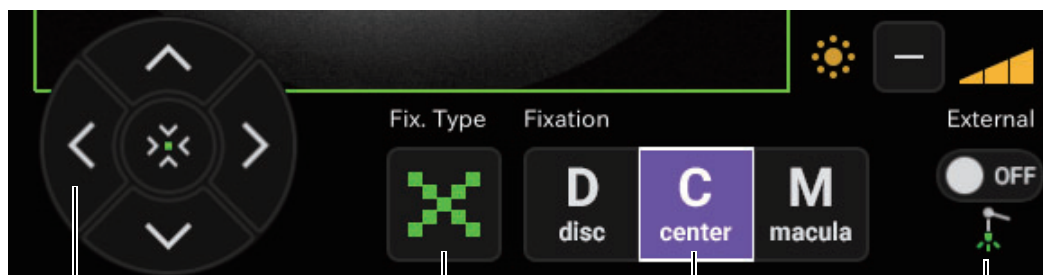 Fix. Type
Fixation
External
D
disc
C
center
M
macula
OFF